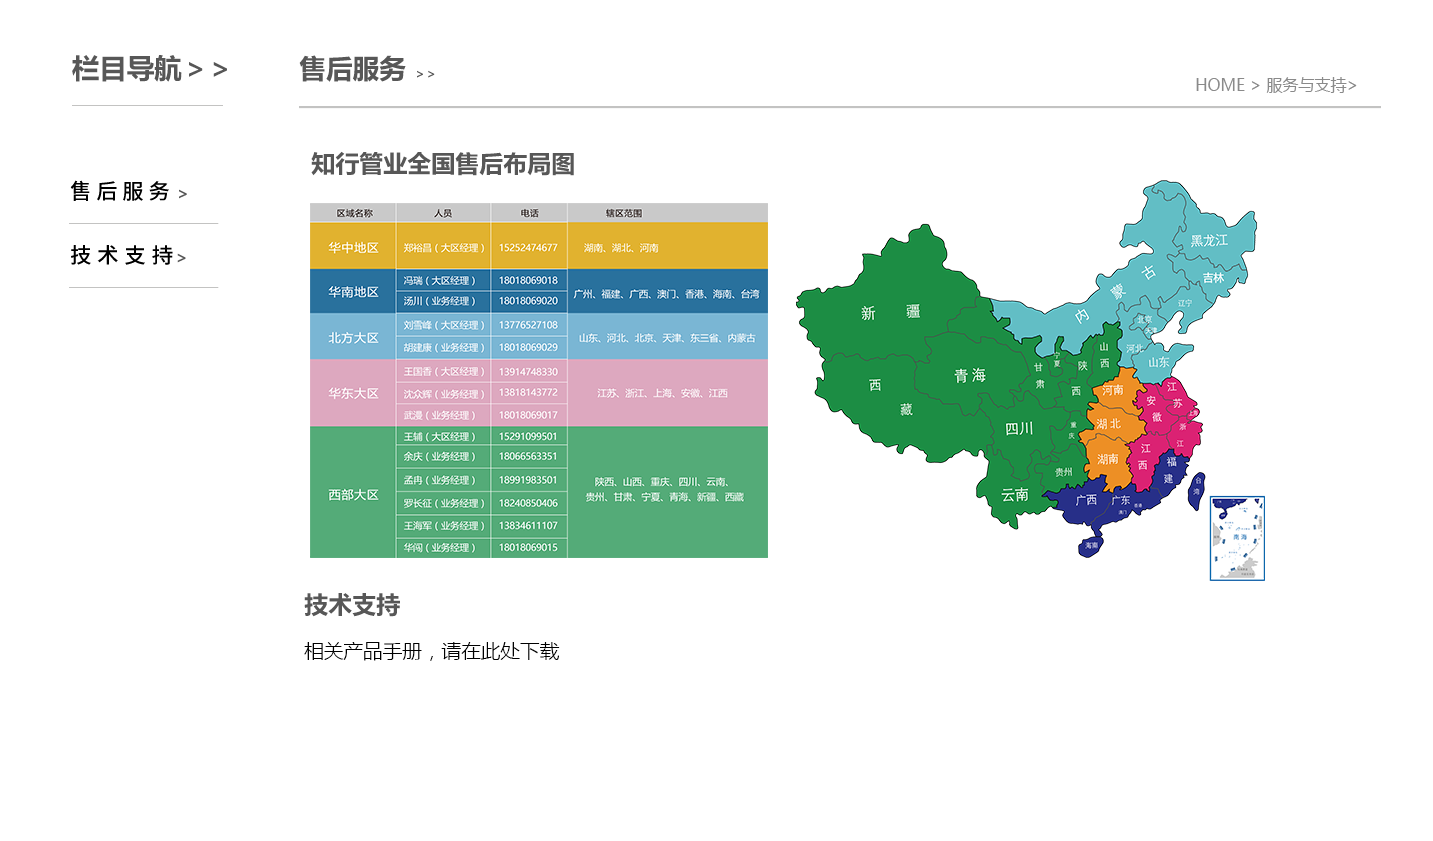 栏目导航 > >
售后服务 > >
HOME > 服务与支持>
售后服务 >
技术支持 >
知行管业全国售后布局图
区域名称 人员 电话 辖区范围
华中地区 郑裕昌（大区经理） 15252474677 湖南、湖北、河南
华南地区 冯瑞（大区经理） 18018069018 广州、福建、广西、澳门、香港、海南、台湾
汤川（业务经理） 18018069020
北方大区 刘雪峰（大区经理） 13776527108 山东、河北、北京、天津、东三省、内蒙古
胡建康（业务经理） 18018069029
华东大区 王国香（大区经理） 13914748330 江苏、浙江、上海、安徽、江西
沈众辉（业务经理） 13818143772
武漫（业务经理） 18018069017
西部大区 王辅（大区经理） 15291099501 陕西、山西、重庆、四川、云南、
贵州、甘肃、宁夏、青海、新疆、西藏
余庆（业务经理） 18066563351
孟冉（业务经理） 18991983501
罗长征（业务经理） 18240850406
王海军（业务经理） 13834611107
华闯（业务经理） 18018069015
黑龙江
吉林
辽宁
内蒙古
北京
天津
河北
山东
山西
新疆
宁夏
陕西
甘肃
青海
西藏
河南
江苏
安徽
上海
湖北
浙江
四川
重庆
湖南
江西
贵州
福建
云南
广西
广东
香港
澳门
台湾
海南
南海
技术支持
相关产品手册，请在此处下载